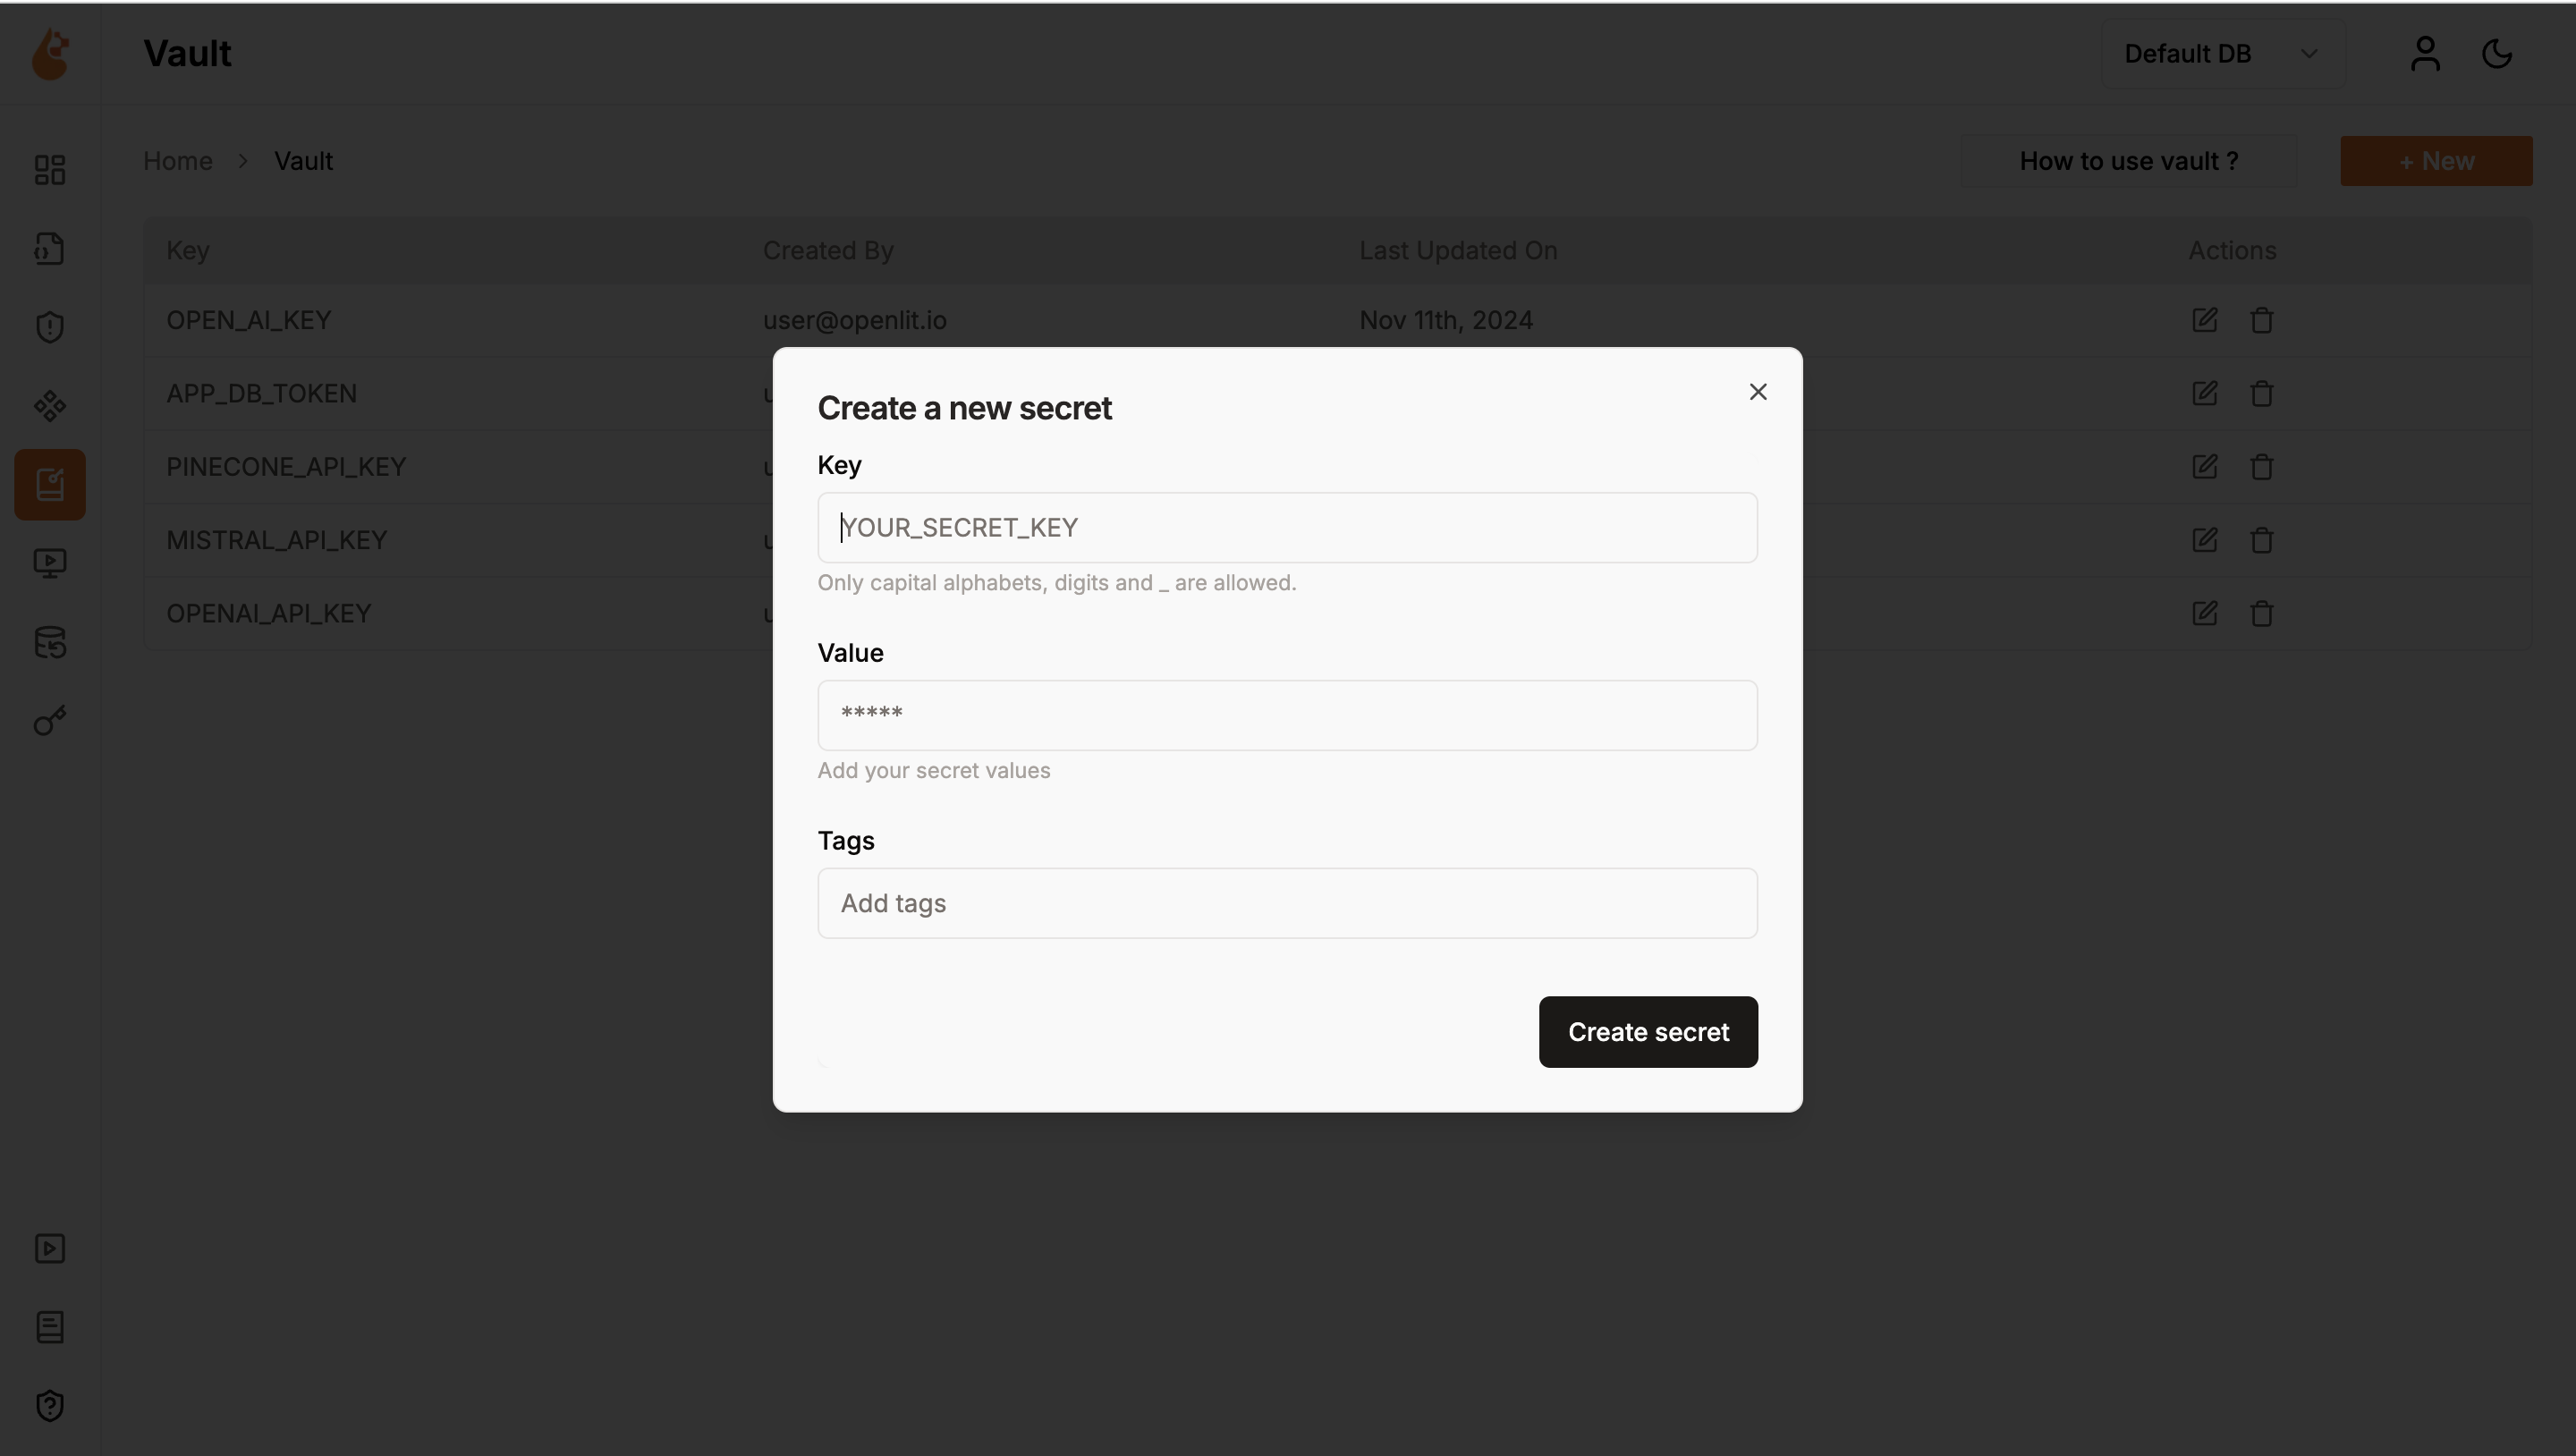 Vault
Default DB
Home > Vault
How to use vault ?
+ New
Key Created By Last Updated On Actions
OPEN_AI_KEY user@openlit.io Nov 11th, 2024
APP_DB_TOKEN
PINECONE_API_KEY
MISTRAL_API_KEY
OPENAI_API_KEY
Create a new secret
Key
YOUR_SECRET_KEY
Only capital alphabets, digits and _ are allowed.
Value
*****
Add your secret values
Tags
Add tags
Create secret